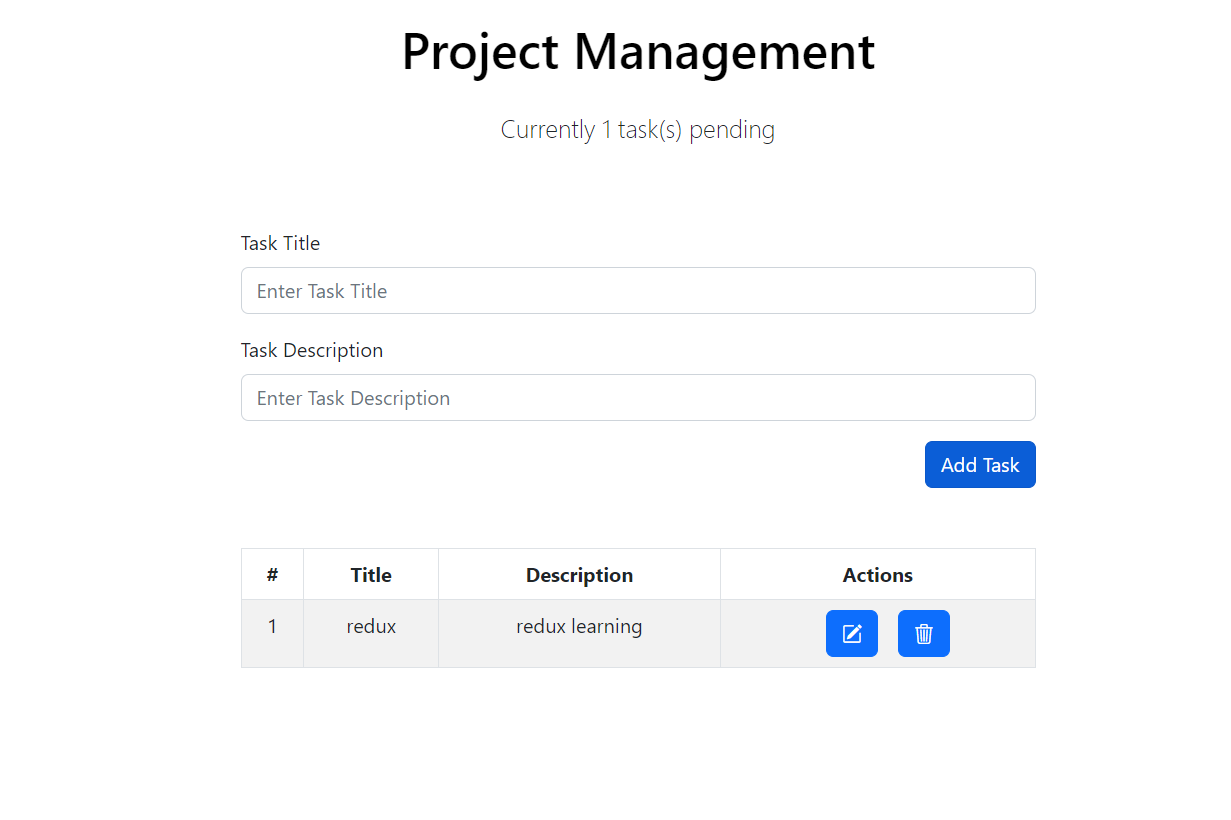 Project Management
Currently 1 task(s) pending
Task Title
Enter Task Title
Task Description
Enter Task Description
Add Task
# Title Description Actions
1 redux redux learning